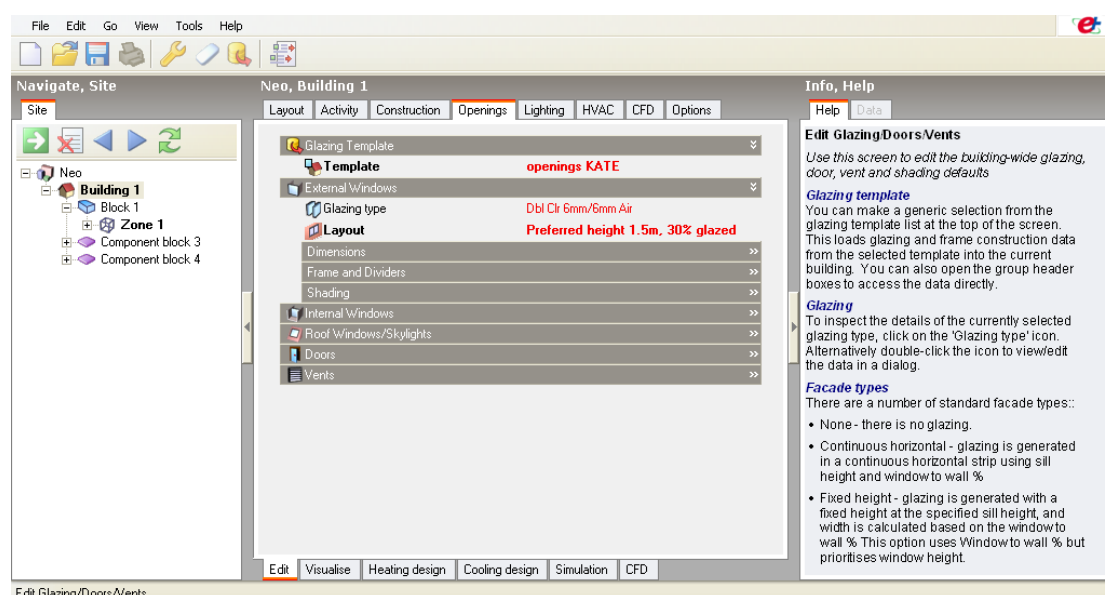 File Edit Go View Tools Help
Navigate, Site
Site
Neo
Building 1
Block 1
Zone 1
Component block 3
Component block 4
Neo, Building 1
Layout Activity Construction Openings Lighting HVAC CFD Options
Glazing Template
Template openings KATE
External Windows
Glazing type Dbl Clr 6mm/6mm Air
Layout Preferred height 1.5m, 30% glazed
Dimensions
Frame and Dividers
Shading
Internal Windows
Roof Windows/Skylights
Doors
Vents
Edit Visualise Heating design Cooling design Simulation CFD
Info, Help
Help Data
Edit Glazing/Doors/Vents
Use this screen to edit the building-wide glazing,
door, vent and shading defaults
Glazing template
You can make a generic selection from the
glazing template list at the top of the screen.
This loads glazing and frame construction data
from the selected template into the current
building. You can also open the group header
boxes to access the data directly.
Glazing
To inspect the details of the currently selected
glazing type, click on the 'Glazing type' icon.
Alternatively double-click the icon to view/edit
the data in a dialog.
Facade types
There are a number of standard facade types::
• None - there is no glazing.
• Continuous horizontal - glazing is generated
in a continuous horizontal strip using sill
height and window to wall %
• Fixed height - glazing is generated with a
fixed height at the specified sill height, and
width is calculated based on the window to
wall % This option uses Window to wall % but
prioritises window height.
Edit Glazing/Doors/Vents